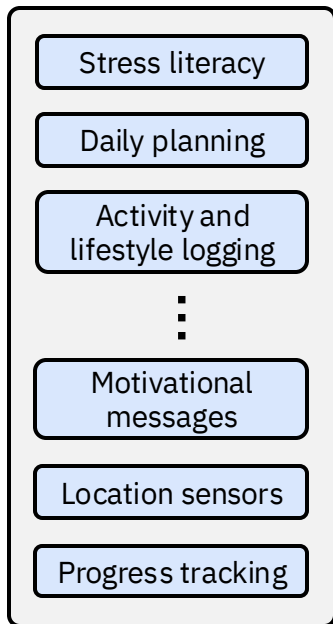 Stress literacy
Daily planning
Activity and
lifestyle logging
Motivational
messages
Location sensors
Progress tracking